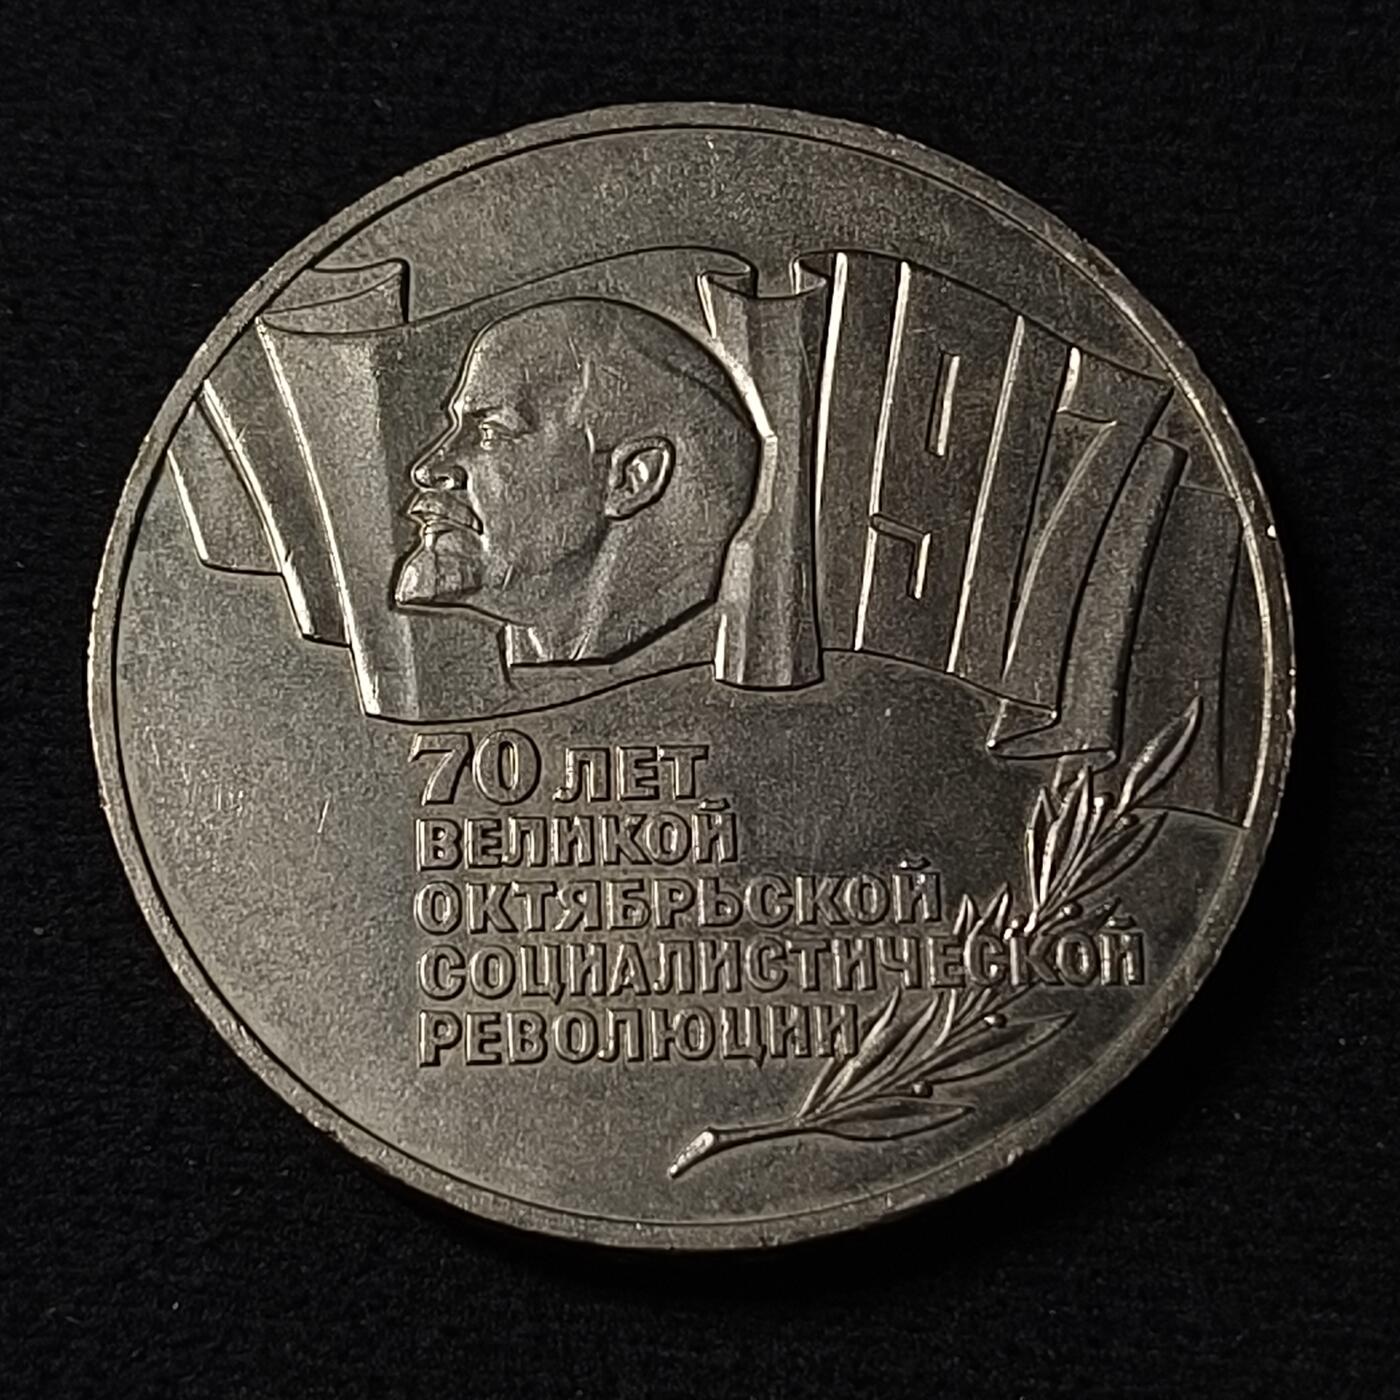 1917
70 ЛЕТ
ВЕЛИКОЙ
ОКТЯБРЬСКОЙ
СОЦИАЛИСТИЧЕСКОЙ
РЕВОЛЮЦИИ